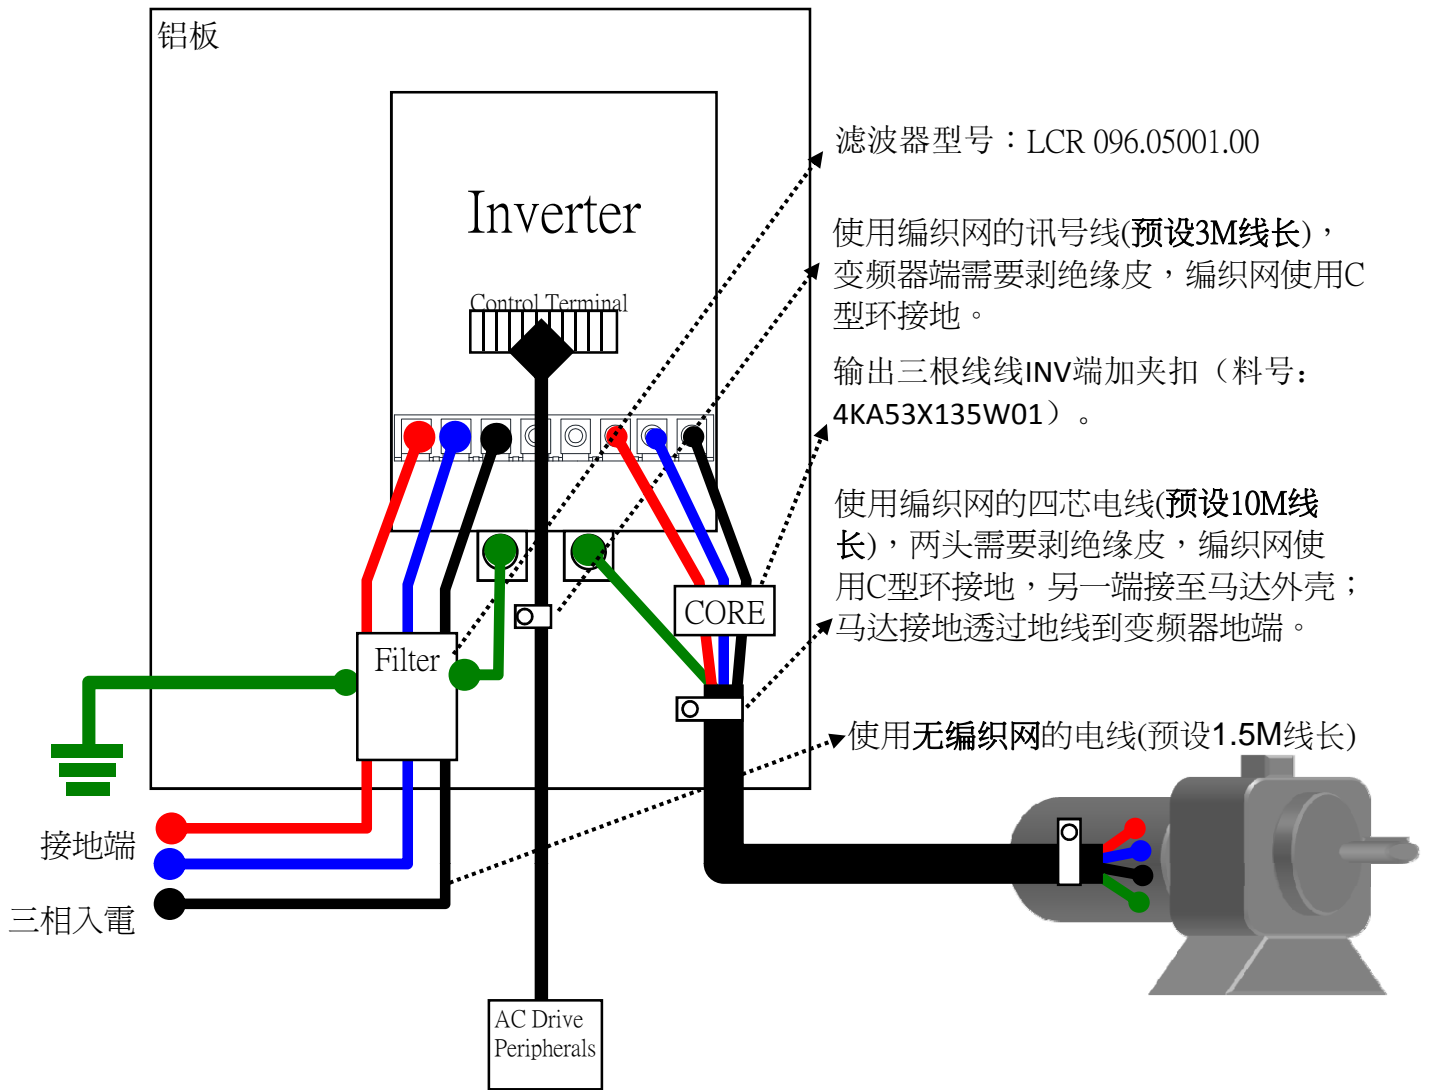 铝板
Inverter
Control Terminal
Filter
CORE
接地端
三相入電
AC Drive
Peripherals
滤波器型号：LCR 096.05001.00
使用编织网的讯号线(预设3M线长)，
变频器端需要剥绝缘皮，编织网使用C
型环接地。
输出三根线线INV端加夹扣（料号：
4KA53X135W01）。
使用编织网的四芯电线(预设10M线
长)，两头需要剥绝缘皮，编织网使
用C型环接地，另一端接至马达外壳；
马达接地透过地线到变频器地端。
使用无编织网的电线(预设1.5M线长)